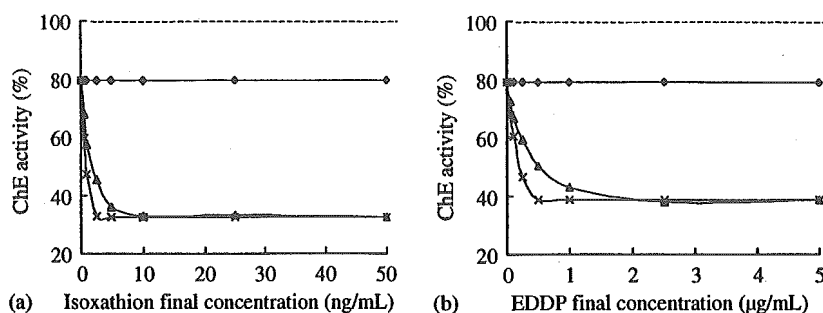 100
80
60
40
20
ChE activity (%)
0 10 20 30 40 50
(a) Isoxathion final concentration (ng/mL)
100
80
60
40
20
ChE activity (%)
0 1 2 3 4 5
(b) EDDP final concentration (µg/mL)